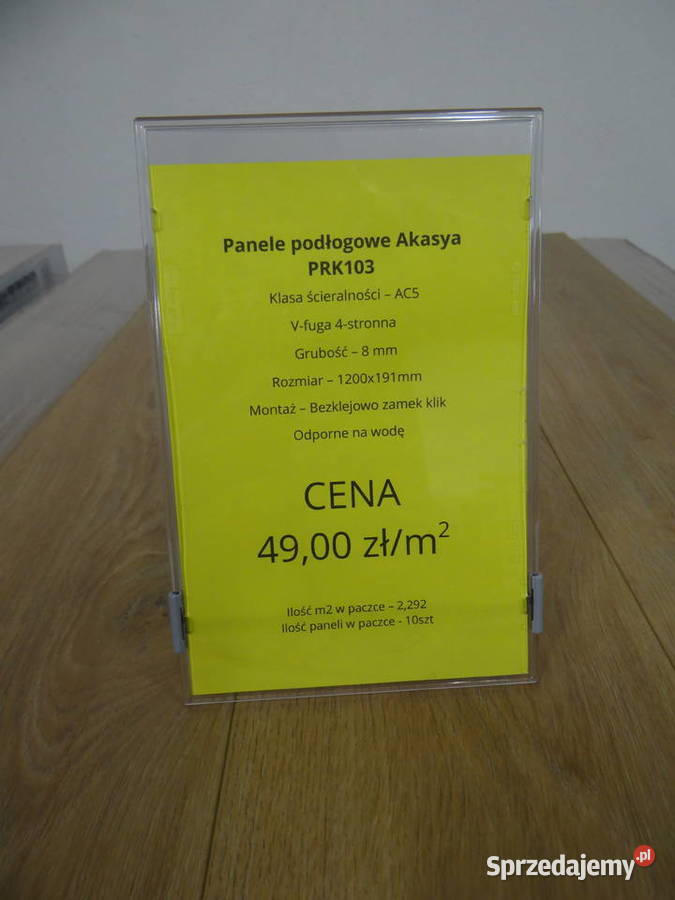 Panele podłogowe Akasya
PRK103
Klasa ścieralności – AC5
V-fuga 4-stronna
Grubość – 8 mm
Rozmiar – 1200x191mm
Montaż – Bezklejowo zamek klik
Odporne na wodę
CENA
49,00 zł/m²
Ilość m2 w paczce – 2,292
Ilość paneli w paczce - 10szt
Sprzedajemy.pl